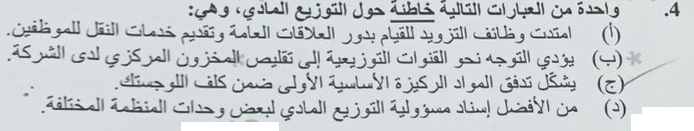 4. واحدة من العبارات التالية خاطئة حول التوزيع المادي، وهي:
(أ) امتدت وظائف التزويد للقيام بدور العلاقات العامة وتقديم خدمات النقل للموظفين.
(ب) يؤدي التوجه نحو القنوات التوزيعية إلى تقليص المخزون المركزي لدى الشركة.
(ج) يشكّل تدفق المواد الركيزة الأساسية الأولى ضمن كلف اللوجستك.
(د) من الأفضل إسناد مسؤولية التوزيع المادي لبعض وحدات المنظمة المختلفة.